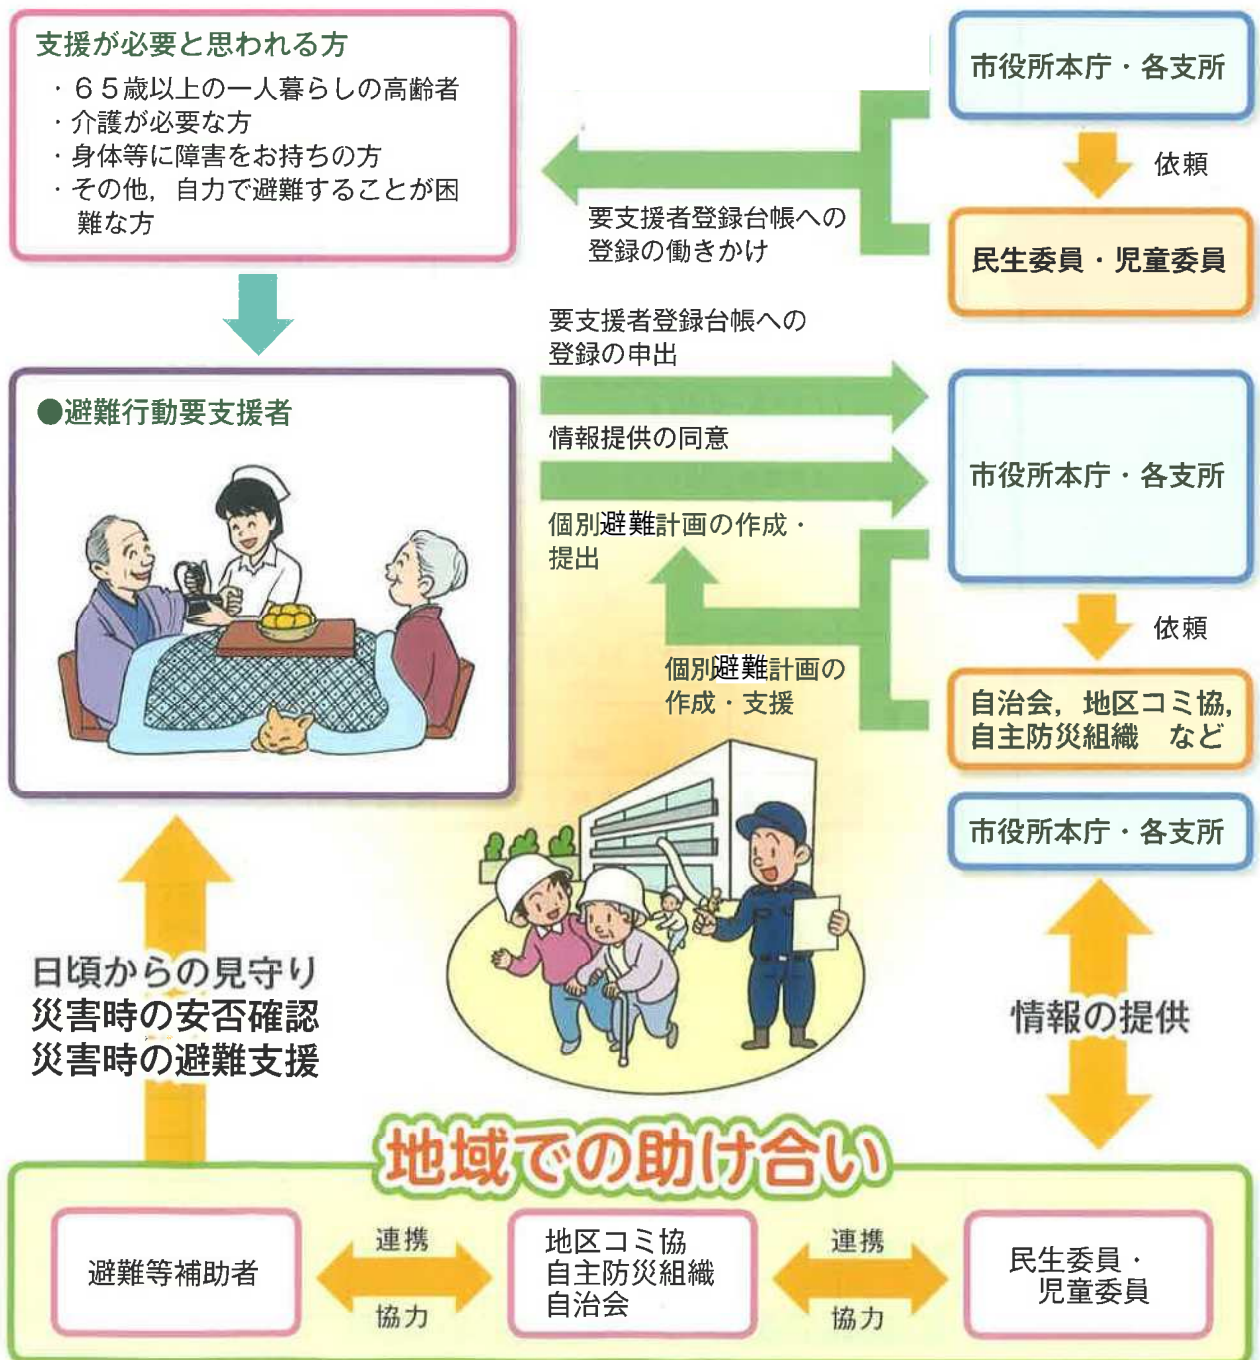 支援が必要と思われる方
・６５歳以上の一人暮らしの高齢者
・介護が必要な方
・身体等に障害をお持ちの方
・その他，自力で避難することが困
難な方
市役所本庁・各支所
依頼
要支援者登録台帳への
登録の働きかけ
民生委員・児童委員
要支援者登録台帳への
登録の申出
●避難行動要支援者
情報提供の同意
市役所本庁・各支所
個別避難計画の作成・
提出
依頼
個別避難計画の
作成・支援
自治会，地区コミ協，
自主防災組織　など
市役所本庁・各支所
日頃からの見守り
災害時の安否確認
災害時の避難支援
情報の提供
地域での助け合い
避難等補助者
連携
協力
地区コミ協
自主防災組織
自治会
連携
協力
民生委員・
児童委員